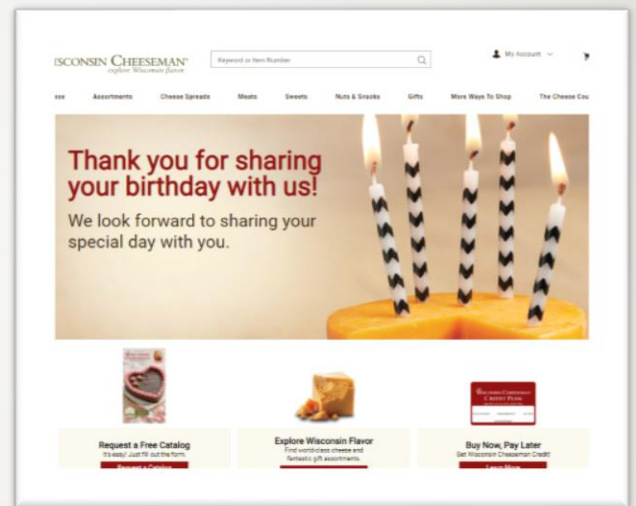 ISCONSIN CHEESEMAN®
explore Wisconsin flavor
Keyword or Item Number
My Account
Assortments Cheese Spreads Meats Sweets Nuts & Snacks Gifts More Ways To Shop The Cheese Cou
Thank you for sharing
your birthday with us!
We look forward to sharing your
special day with you.
WISCONSIN CHEESEMAN
CREDIT PLAN
Request a Free Catalog
It's easy! Just fill out the form.
Request a Catalog
Explore Wisconsin Flavor
Find world-class cheese and
fantastic gift assortments.
Buy Now, Pay Later
Get Wisconsin Cheeseman Credit!
Learn More